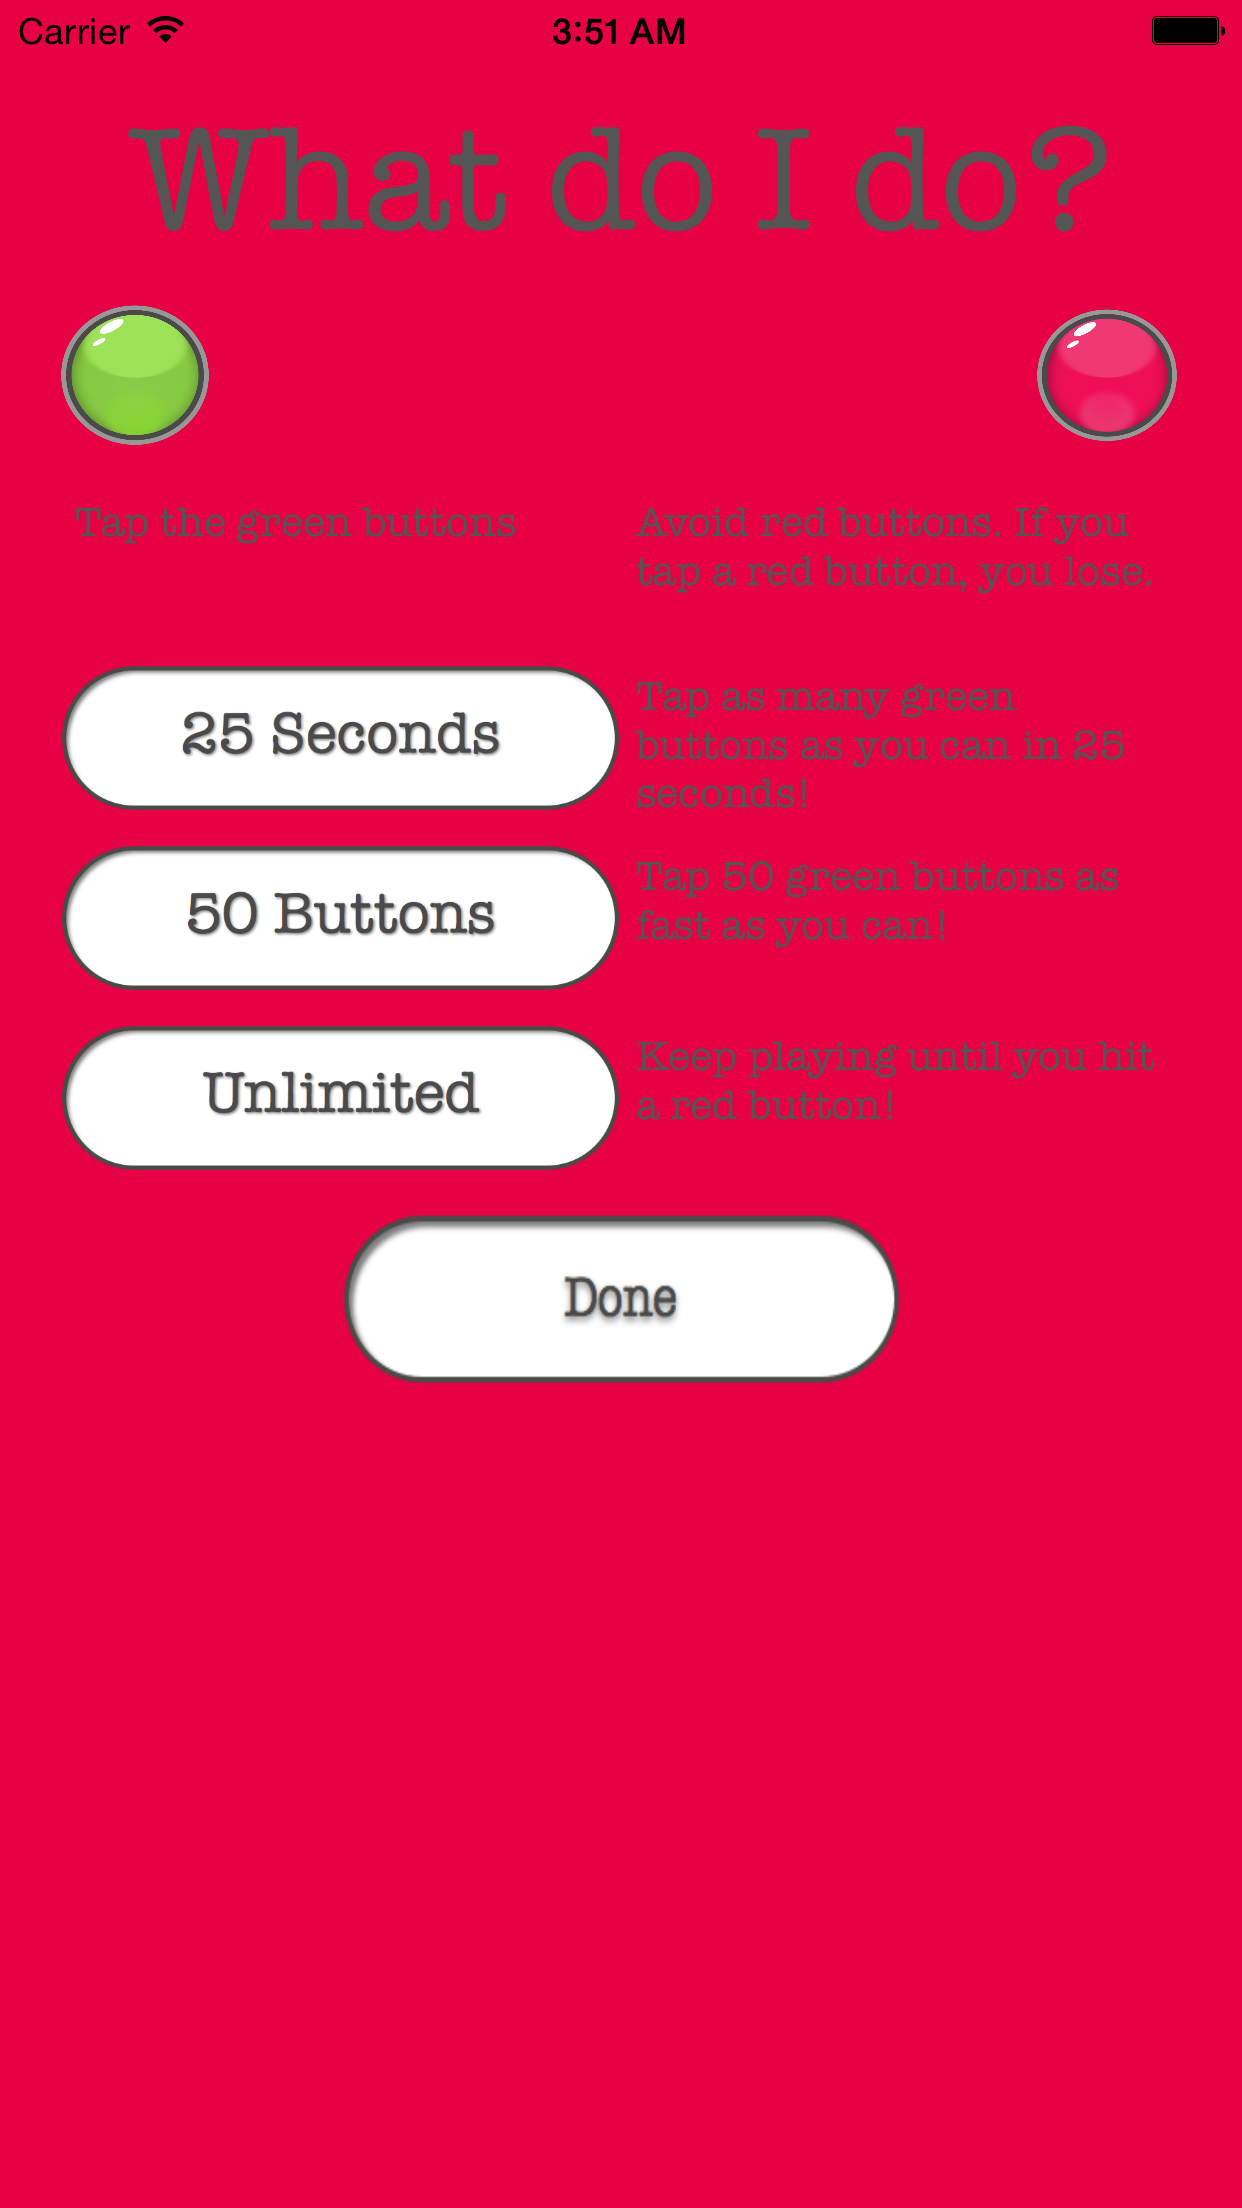 Carrier 3:51 AM
What do I do?
Tap the green buttons
Avoid red buttons. If you
tap a red button, you lose.
25 Seconds
Tap as many green
buttons as you can in 25
seconds!
50 Buttons
Tap 50 green buttons as
fast as you can!
Unlimited
Keep playing until you hit
a red button!
Done